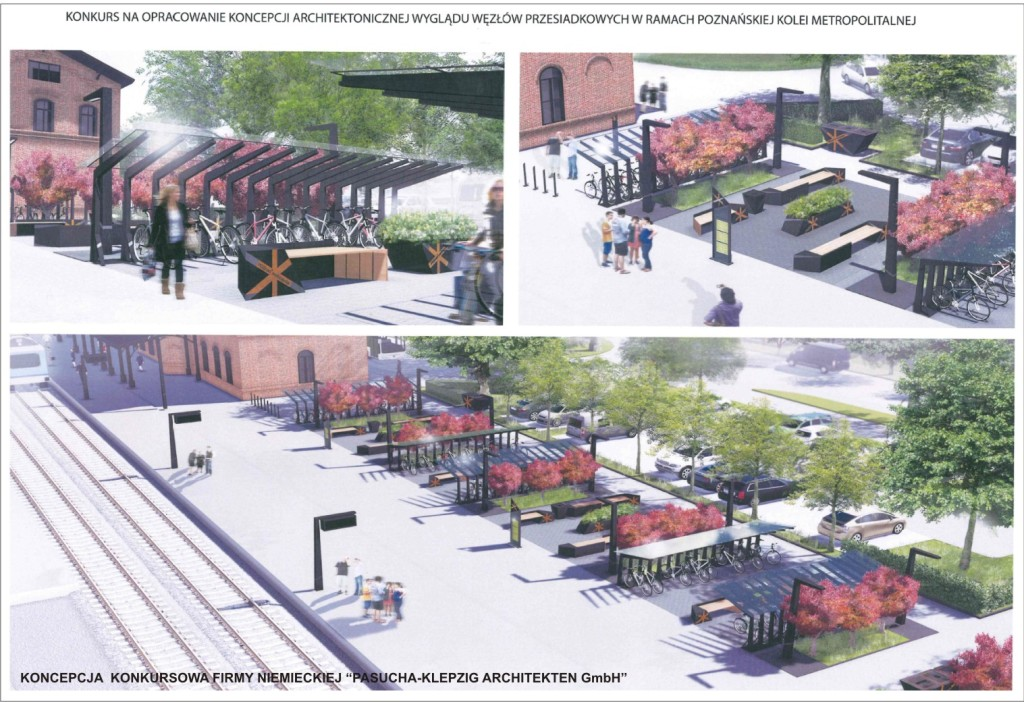 KONKURS NA OPRACOWANIE KONCEPCJI ARCHITEKTONICZNEJ WYGLĄDU WĘZŁÓW PRZESIADKOWYCH W RAMACH POZNAŃSKIEJ KOLEI METROPOLITALNEJ
KONCEPCJA KONKURSOWA FIRMY NIEMIECKIEJ “PASUCHA-KLEPZIG ARCHITEKTEN GmbH”